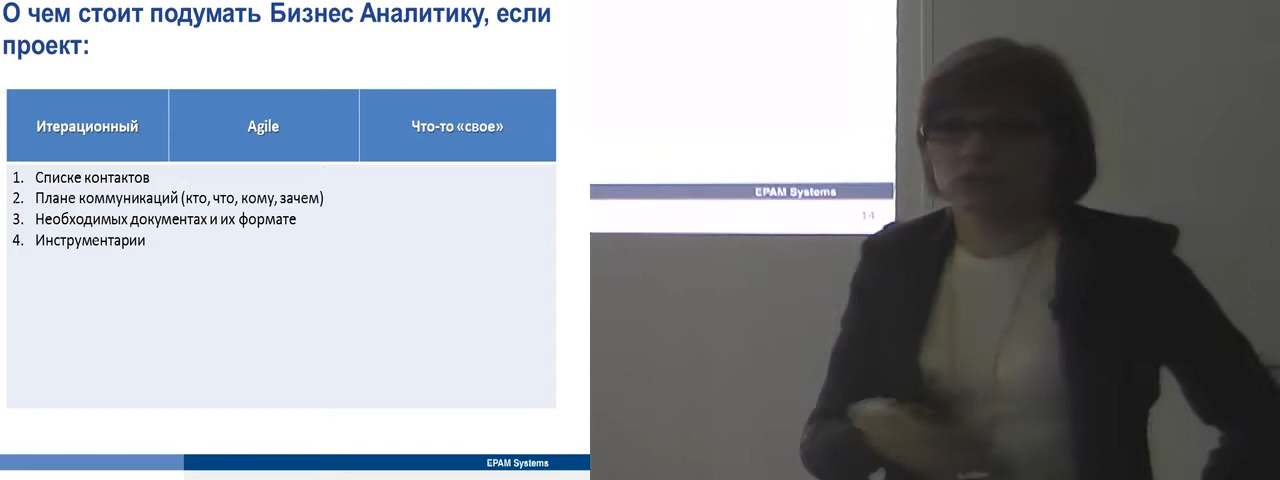 О чем стоит подумать Бизнес Аналитику, если
проект:
Итерационный
Agile
Что-то «свое»
1. Списке контактов
2. Плане коммуникаций (кто, что, кому, зачем)
3. Необходимых документах и их формате
4. Инструментарии
EPAM Systems
EPAM Systems
14